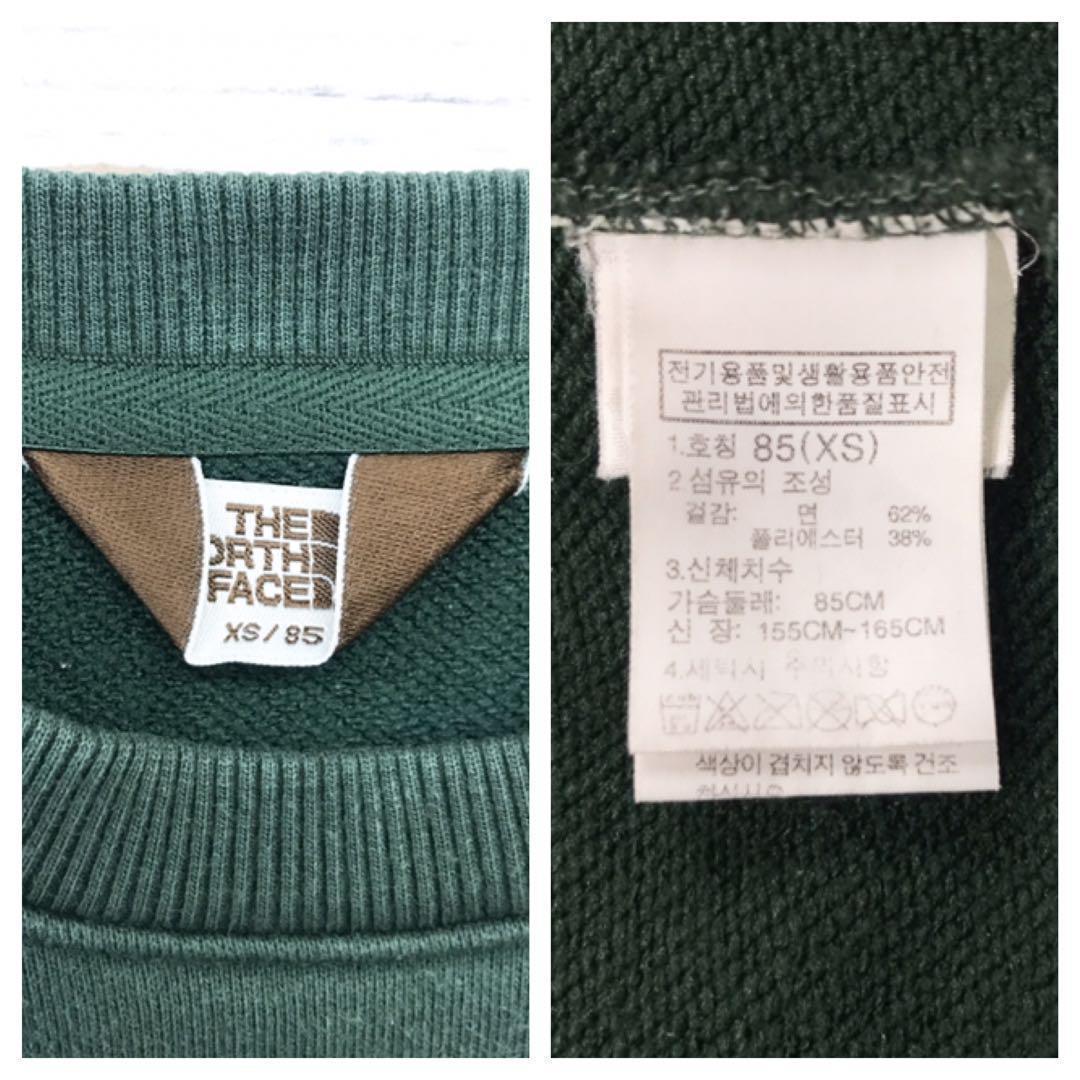 THE
ORTH
FACE
XS/85
전기용품및생활용품안전
관리법에의한품질표시
1.호칭 85(XS)
2.섬유의 조성
겉감: 면 62%
폴리에스터 38%
3.신체치수
가슴둘레: 85CM
신 장: 155CM~165CM
4.세탁시 주의사항
색상이 겹치지 않도록 건조